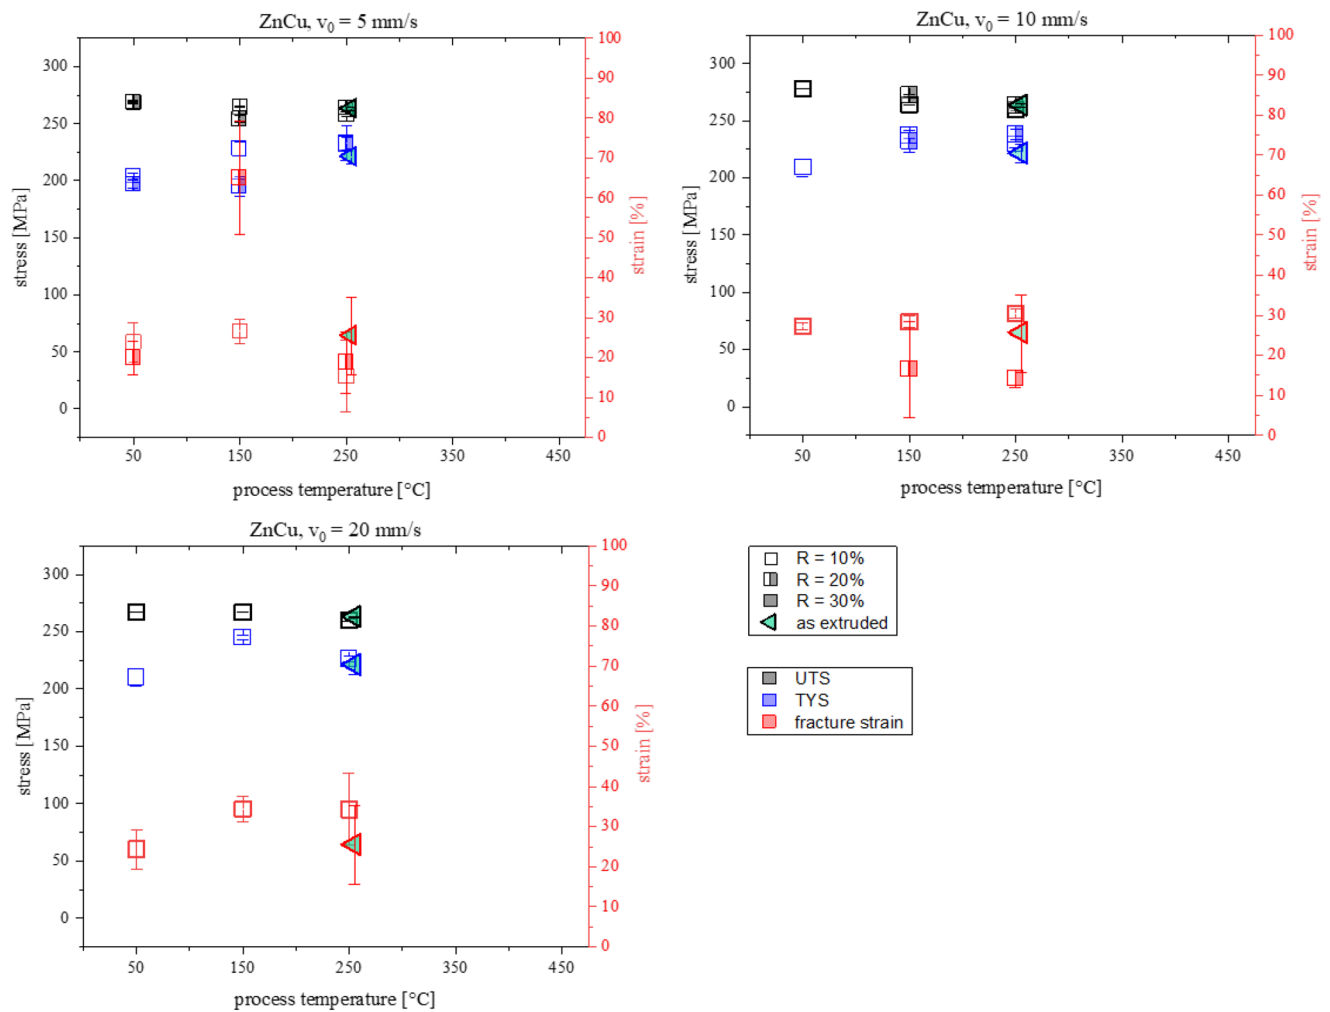 ZnCu, v0 = 5 mm/s
300
250
200
150
100
50
0
stress [MPa]
100
90
80
70
60
50
40
30
20
10
0
strain [%]
50 150 250 350 450
process temperature [°C]
ZnCu, v0 = 10 mm/s
300
250
200
150
100
50
0
stress [MPa]
100
90
80
70
60
50
40
30
20
10
0
strain [%]
50 150 250 350 450
process temperature [°C]
ZnCu, v0 = 20 mm/s
300
250
200
150
100
50
0
stress [MPa]
100
90
80
70
60
50
40
30
20
10
0
strain [%]
50 150 250 350 450
process temperature [°C]
R = 10%
R = 20%
R = 30%
as extruded
UTS
TYS
fracture strain